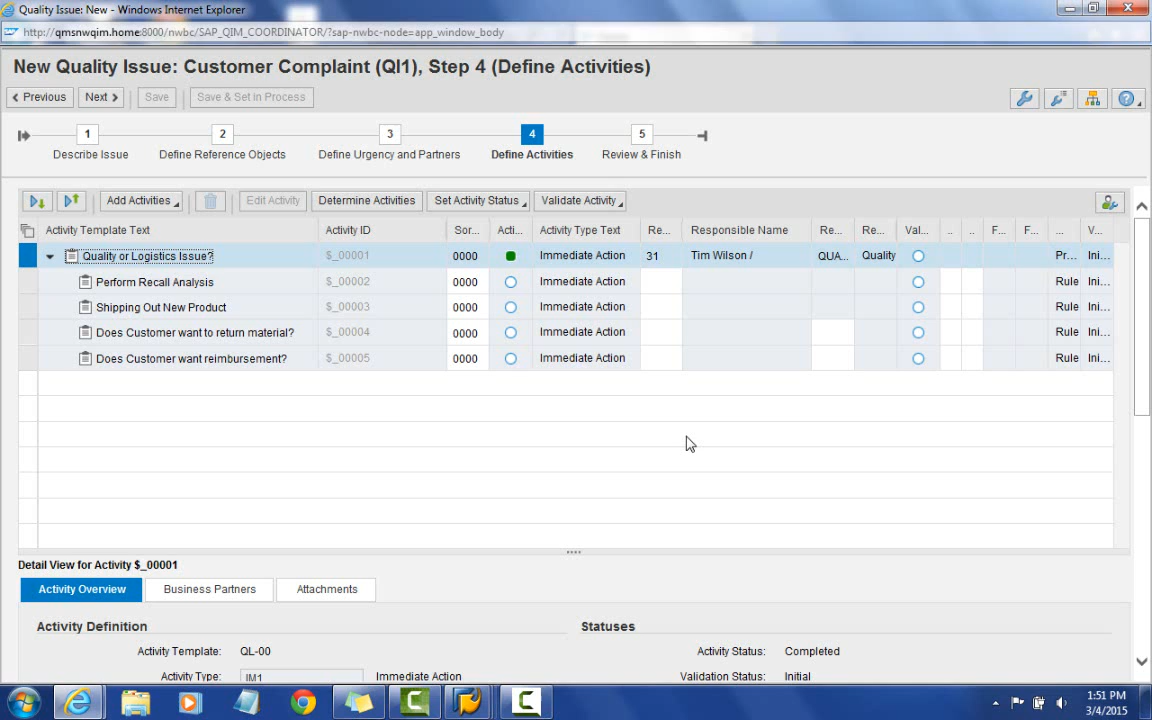 Quality Issue: New - Windows Internet Explorer
http://qmsnwqim.home:8000/nwbc/SAP_QIM_COORDINATOR/?sap-nwbc-node=app_window_body
New Quality Issue: Customer Complaint (QI1), Step 4 (Define Activities)
Previous Next Save Save & Set In Process
1 2 3 4 5
Describe Issue Define Reference Objects Define Urgency and Partners Define Activities Review & Finish
Add Activities Edit Activity Determine Activities Set Activity Status Validate Activity
Activity Template Text Activity ID Sor... Acti... Activity Type Text Re... Responsible Name Re... Re... Val... .. .. F... F... ... V...
Quality or Logistics Issue? $_00001 0000 Immediate Action 31 Tim Wilson / QUA... Quality Pr... Ini...
Perform Recall Analysis $_00002 0000 Immediate Action Rule Ini...
Shipping Out New Product $_00003 0000 Immediate Action Rule Ini...
Does Customer want to return material? $_00004 0000 Immediate Action Rule Ini...
Does Customer want reimbursement? $_00005 0000 Immediate Action Rule Ini...
Detail View for Activity $_00001
Activity Overview Business Partners Attachments
Activity Definition Statuses
Activity Template: QL-00 Activity Status: Completed
Activity Type: IM1 Immediate Action Validation Status: Initial
1:51 PM
3/4/2015